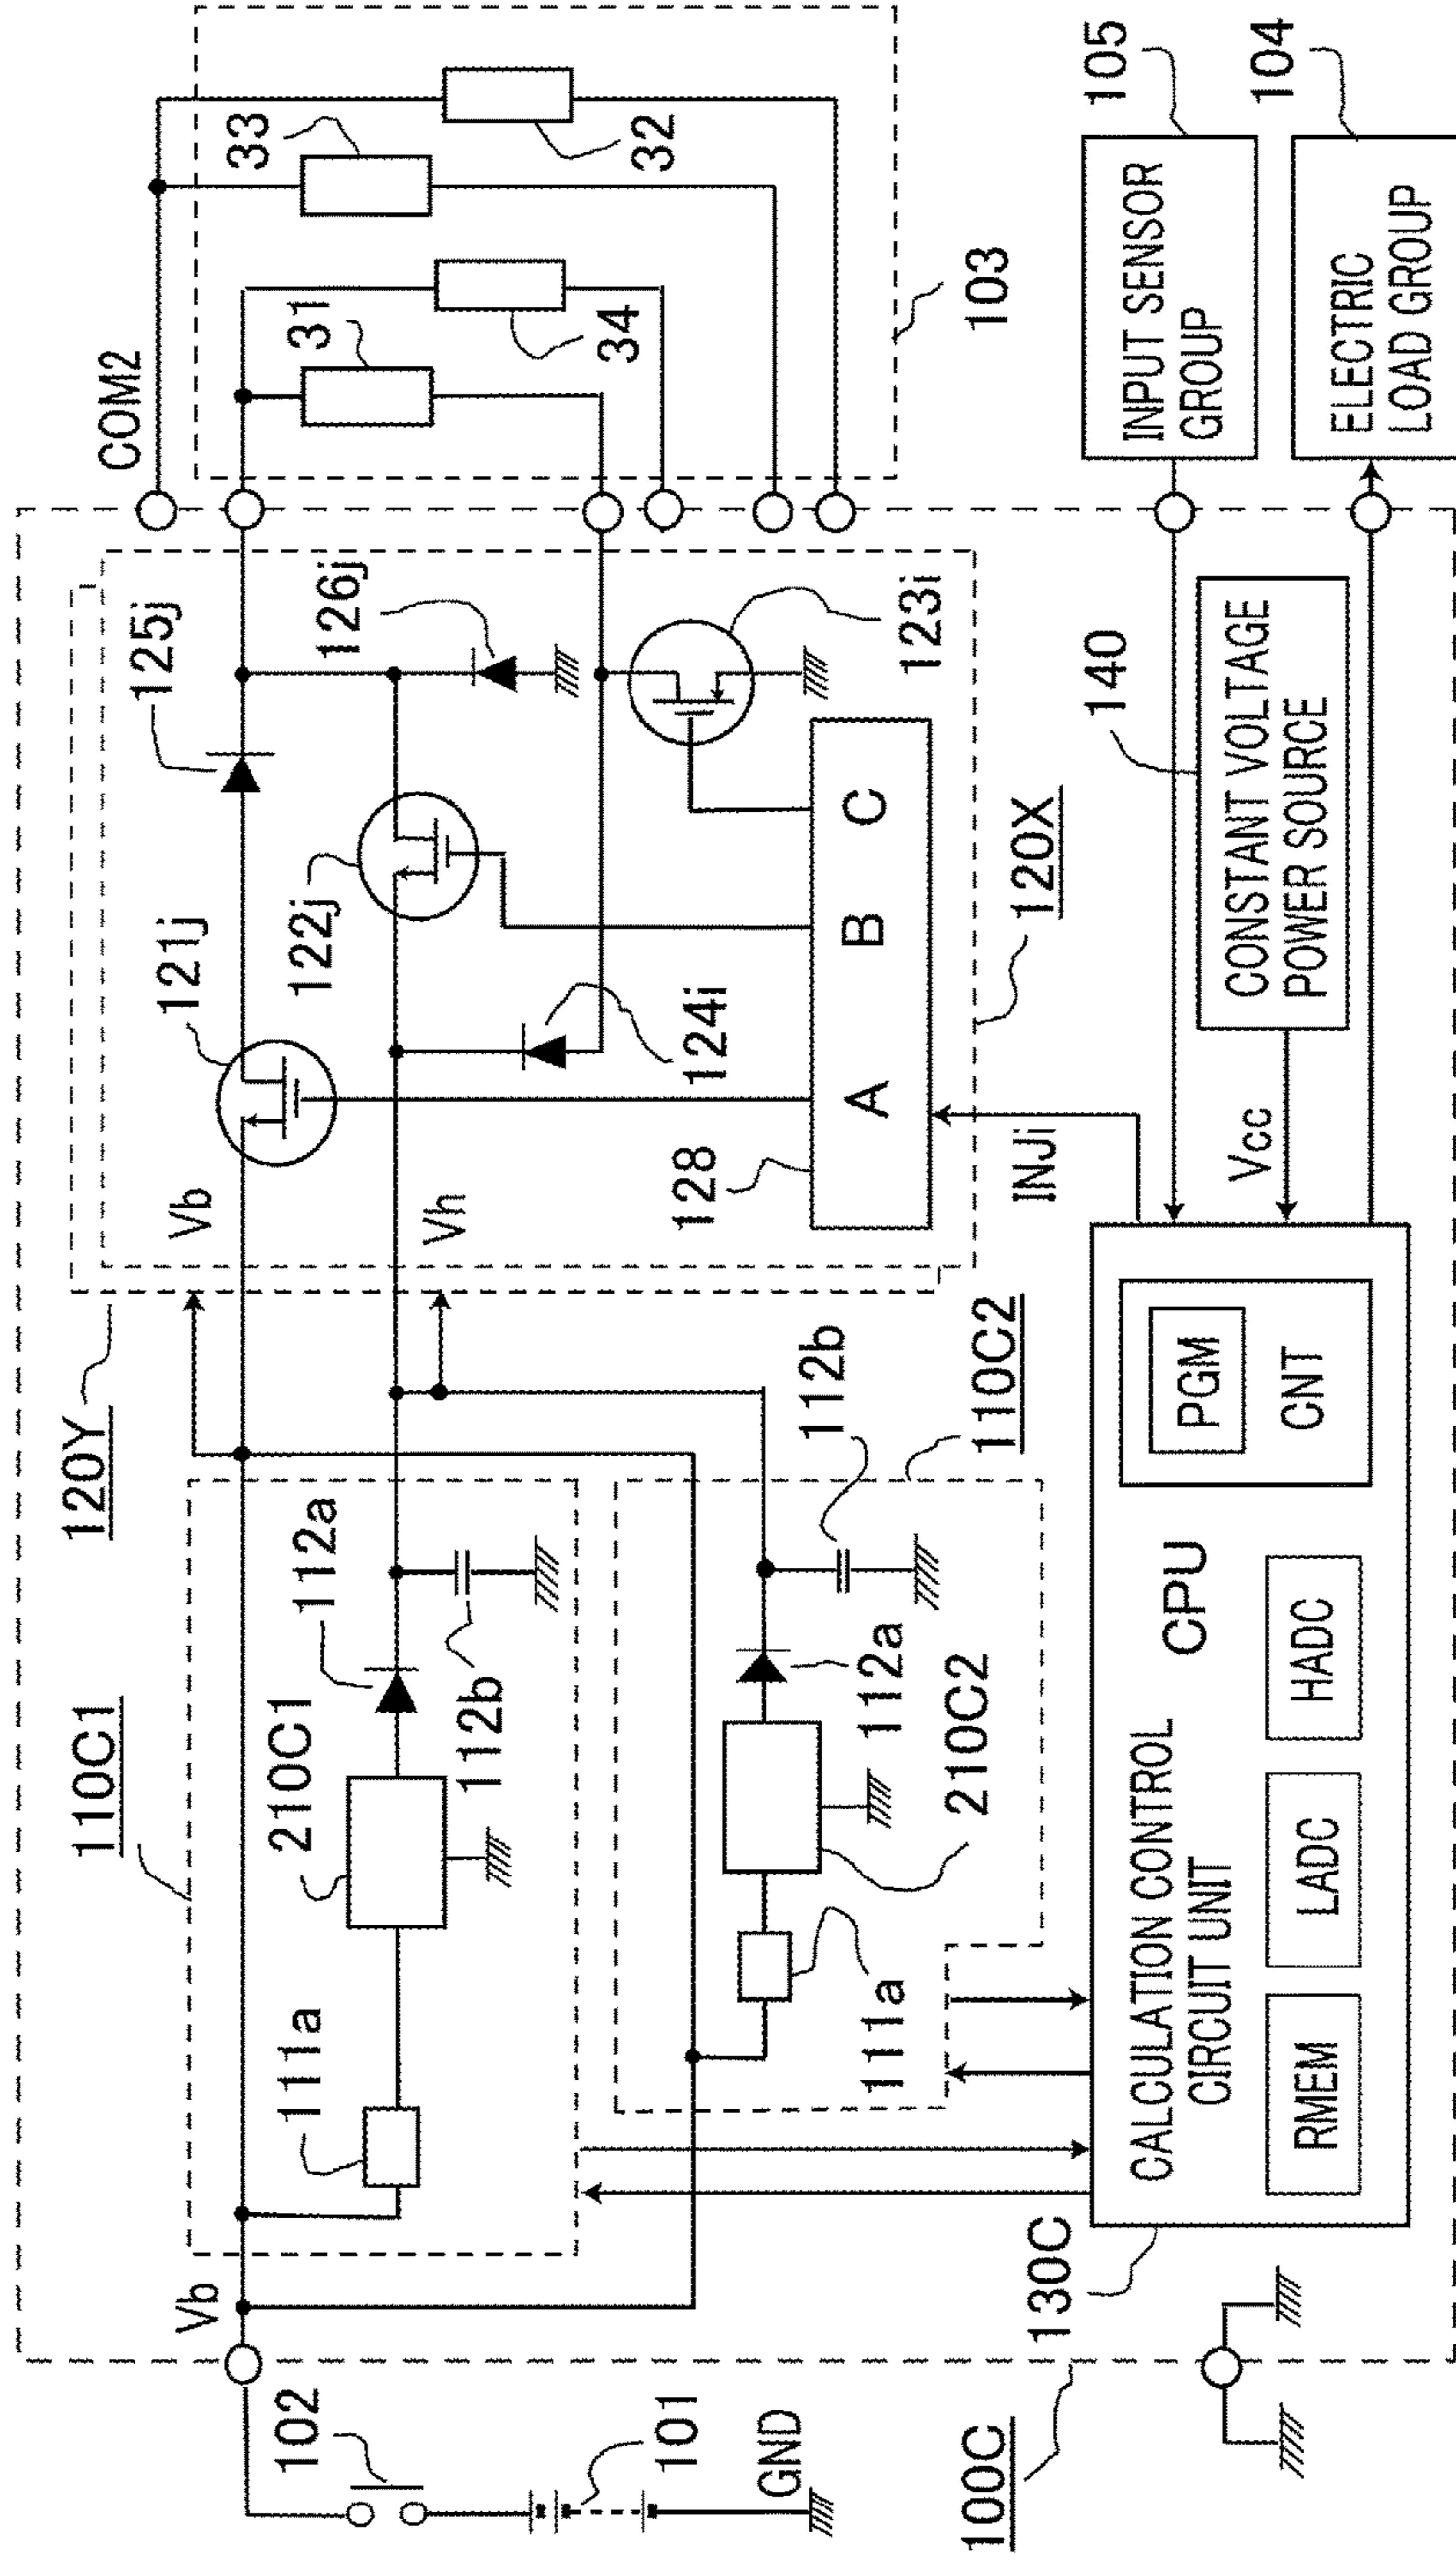 100C
102
101
GND
Vb
110C1
111a
210C1
112a
112b
120Y
Vb
Vh
121j
122j
125j
126j
124i
123i
128
A
B
C
120X
COM2
31
33
34
32
103
110C2
111a
210C2
112a
112b
130C
CALCULATION CONTROL
CIRCUIT UNIT
CPU
RMEM
LADC
HADC
PGM
CNT
INJi
Vcc
140
CONSTANT VOLTAGE
POWER SOURCE
105
INPUT SENSOR
GROUP
104
ELECTRIC
LOAD GROUP